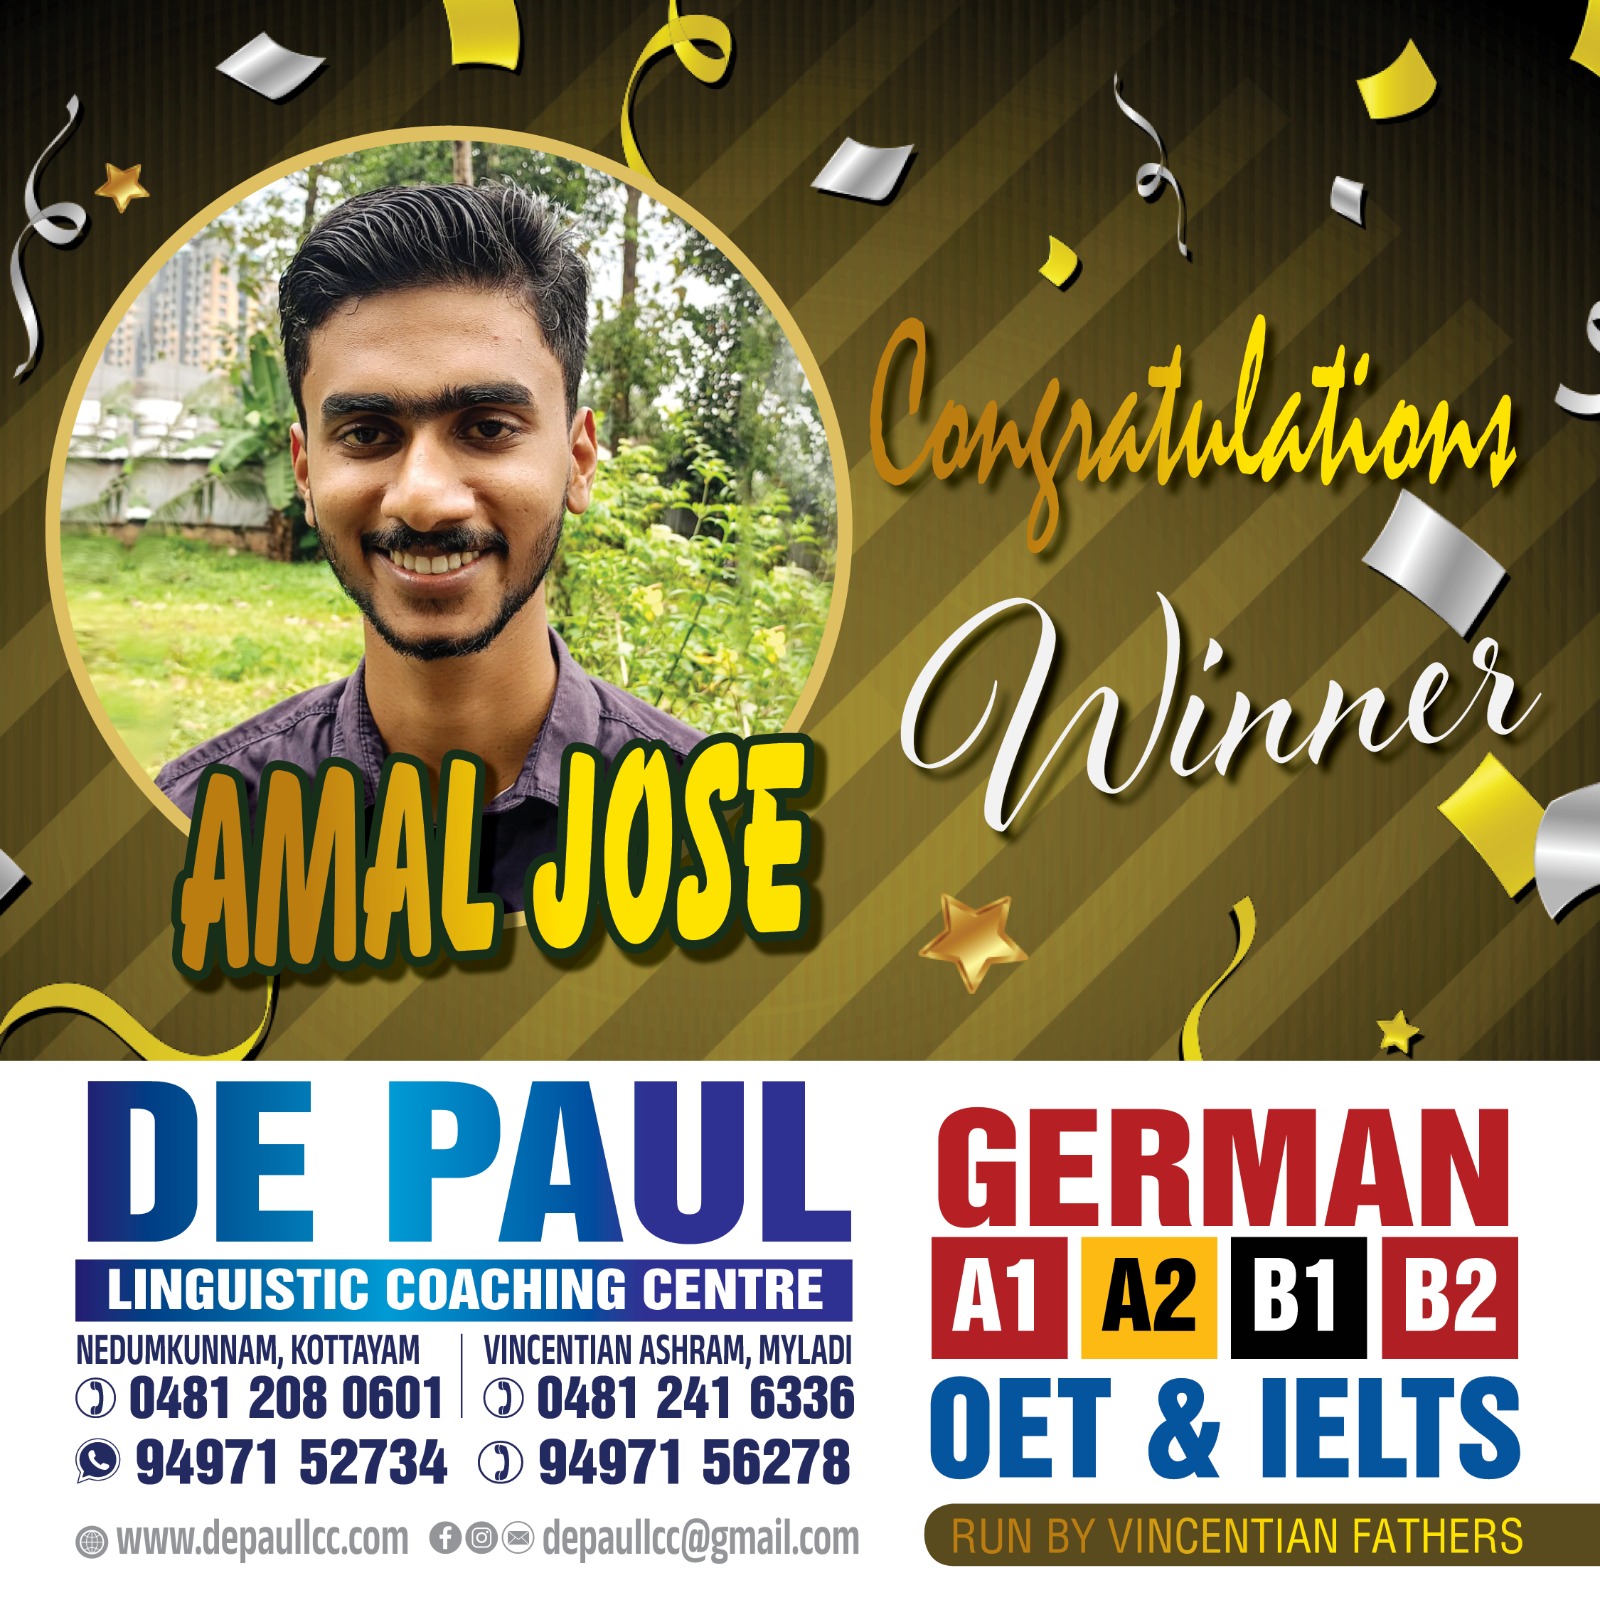 Congratulations
Winner
AMAL JOSE
DE PAUL
LINGUISTIC COACHING CENTRE
NEDUMKUNNAM, KOTTAYAM
0481 208 0601
94971 52734
VINCENTIAN ASHRAM, MYLADI
0481 241 6336
94971 56278
www.depaullcc.com
depaullcc@gmail.com
GERMAN
A1 A2 B1 B2
OET & IELTS
RUN BY VINCENTIAN FATHERS